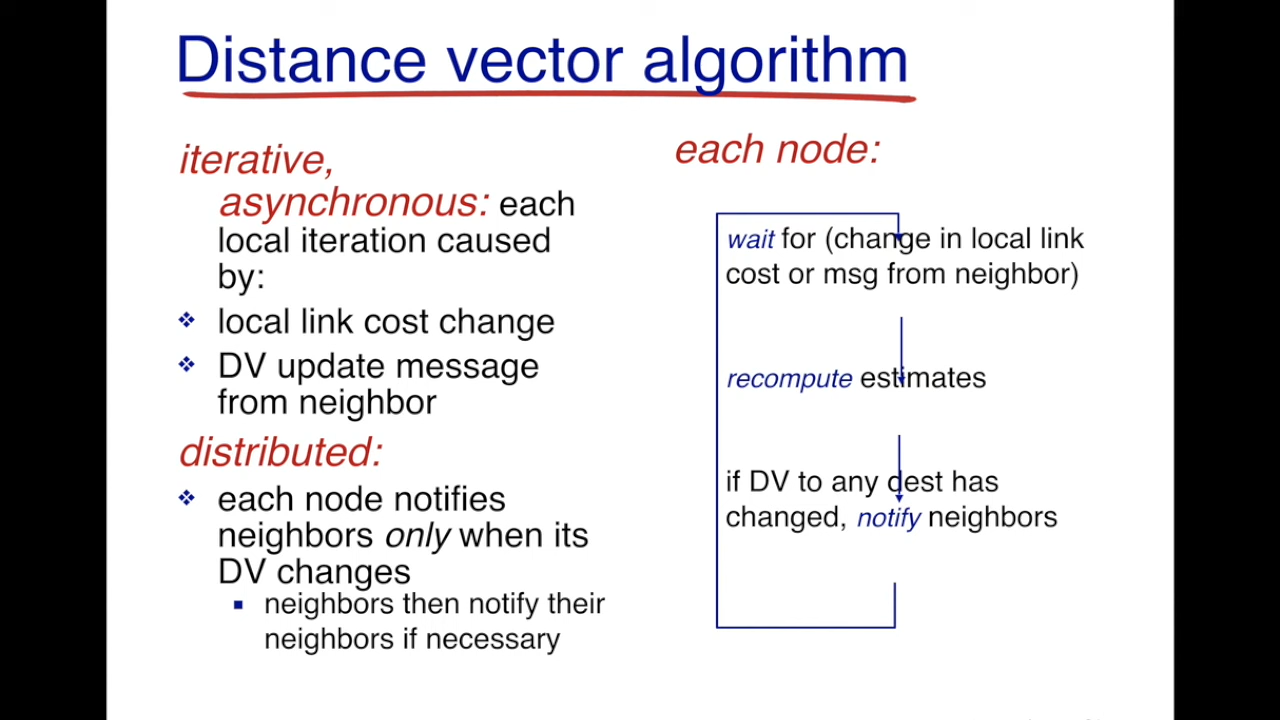 Distance vector algorithm
iterative,
asynchronous: each
local iteration caused
by:
local link cost change
DV update message
from neighbor
distributed:
each node notifies
neighbors only when its
DV changes
neighbors then notify their
neighbors if necessary
each node:
wait for (change in local link
cost or msg from neighbor)
recompute estimates
if DV to any dest has
changed, notify neighbors